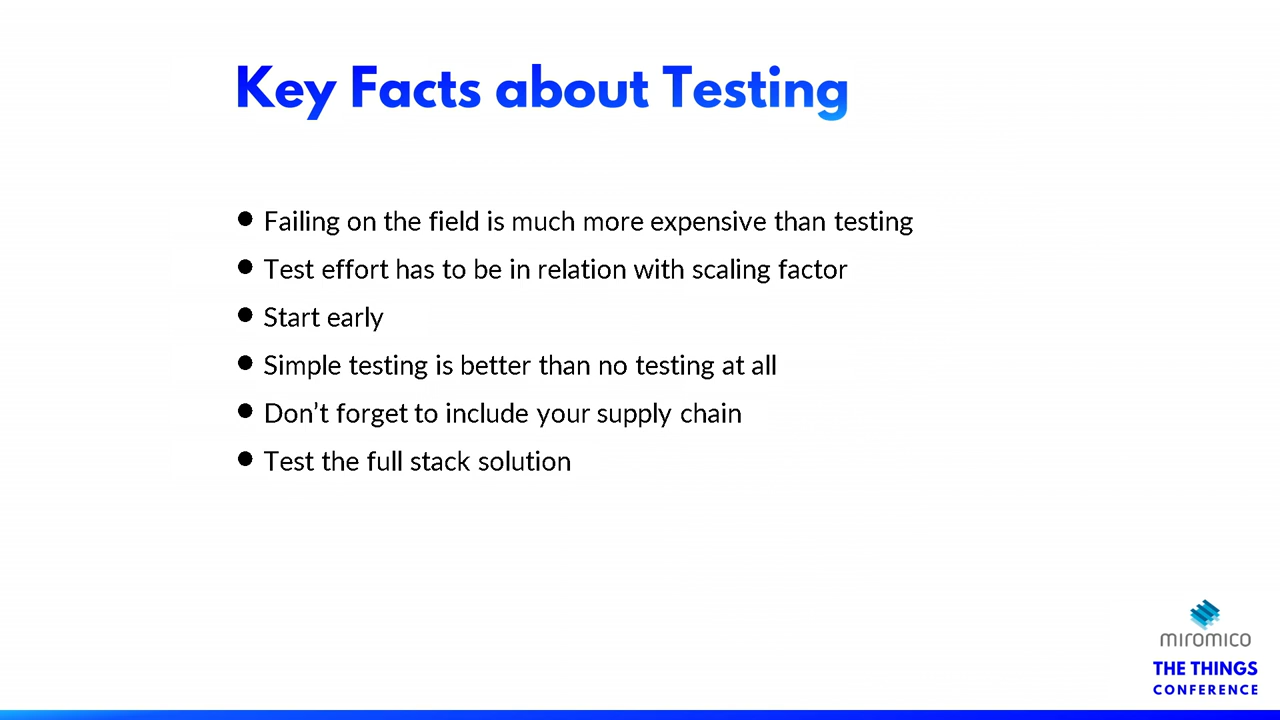 Key Facts about Testing
● Failing on the field is much more expensive than testing
● Test effort has to be in relation with scaling factor
● Start early
● Simple testing is better than no testing at all
● Don’t forget to include your supply chain
● Test the full stack solution
miromico
THE THINGS
CONFERENCE